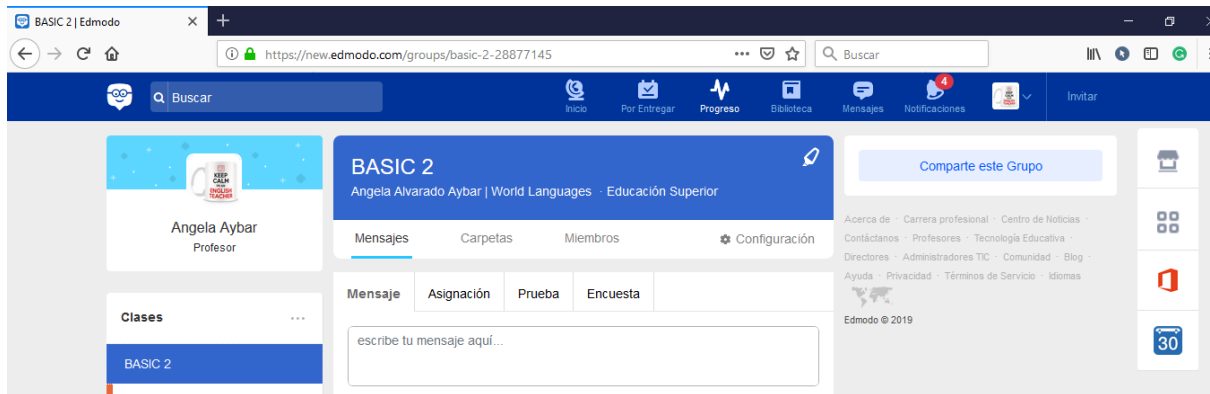 BASIC 2 | Edmodo
https://new.edmodo.com/groups/basic-2-28877145
Buscar
Buscar
Inicio
Por Entregar
Progreso
Biblioteca
Mensajes
4
Notificaciones
Invitar
KEEP
CALM
ENGLISH
TEACHER
Angela Aybar
Profesor
Clases
BASIC 2
BASIC 2
Angela Alvarado Aybar | World Languages · Educación Superior
Mensajes Carpetas Miembros Configuración
Mensaje Asignación Prueba Encuesta
escribe tu mensaje aquí...
Comparte este Grupo
Acerca de · Carrera profesional · Centro de Noticias ·
Contáctanos · Profesores · Tecnología Educativa ·
Directores · Administradores TIC · Comunidad · Blog ·
Ayuda · Privacidad · Términos de Servicio · Idiomas
Edmodo © 2019
30